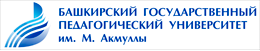 БАШКИРСКИЙ ГОСУДАРСТВЕННЫЙ
ПЕДАГОГИЧЕСКИЙ УНИВЕРСИТЕТ
им. М. Акмуллы